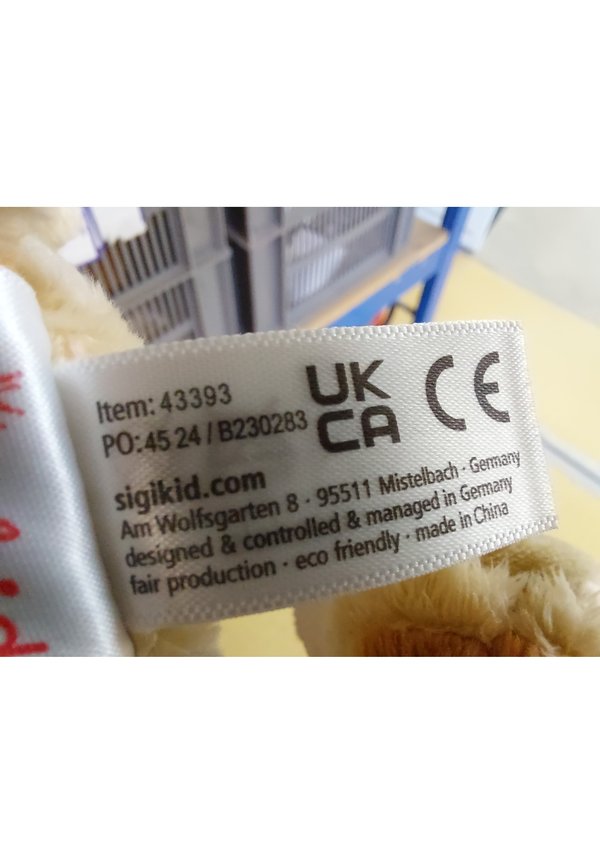 Item: 43393
PO:45 24 / B230283
UK
CA
CE
sigikid.com
Am Wolfsgarten 8 · 95511 Mistelbach · Germany
designed & controlled & managed in Germany
fair production · eco friendly · made in China